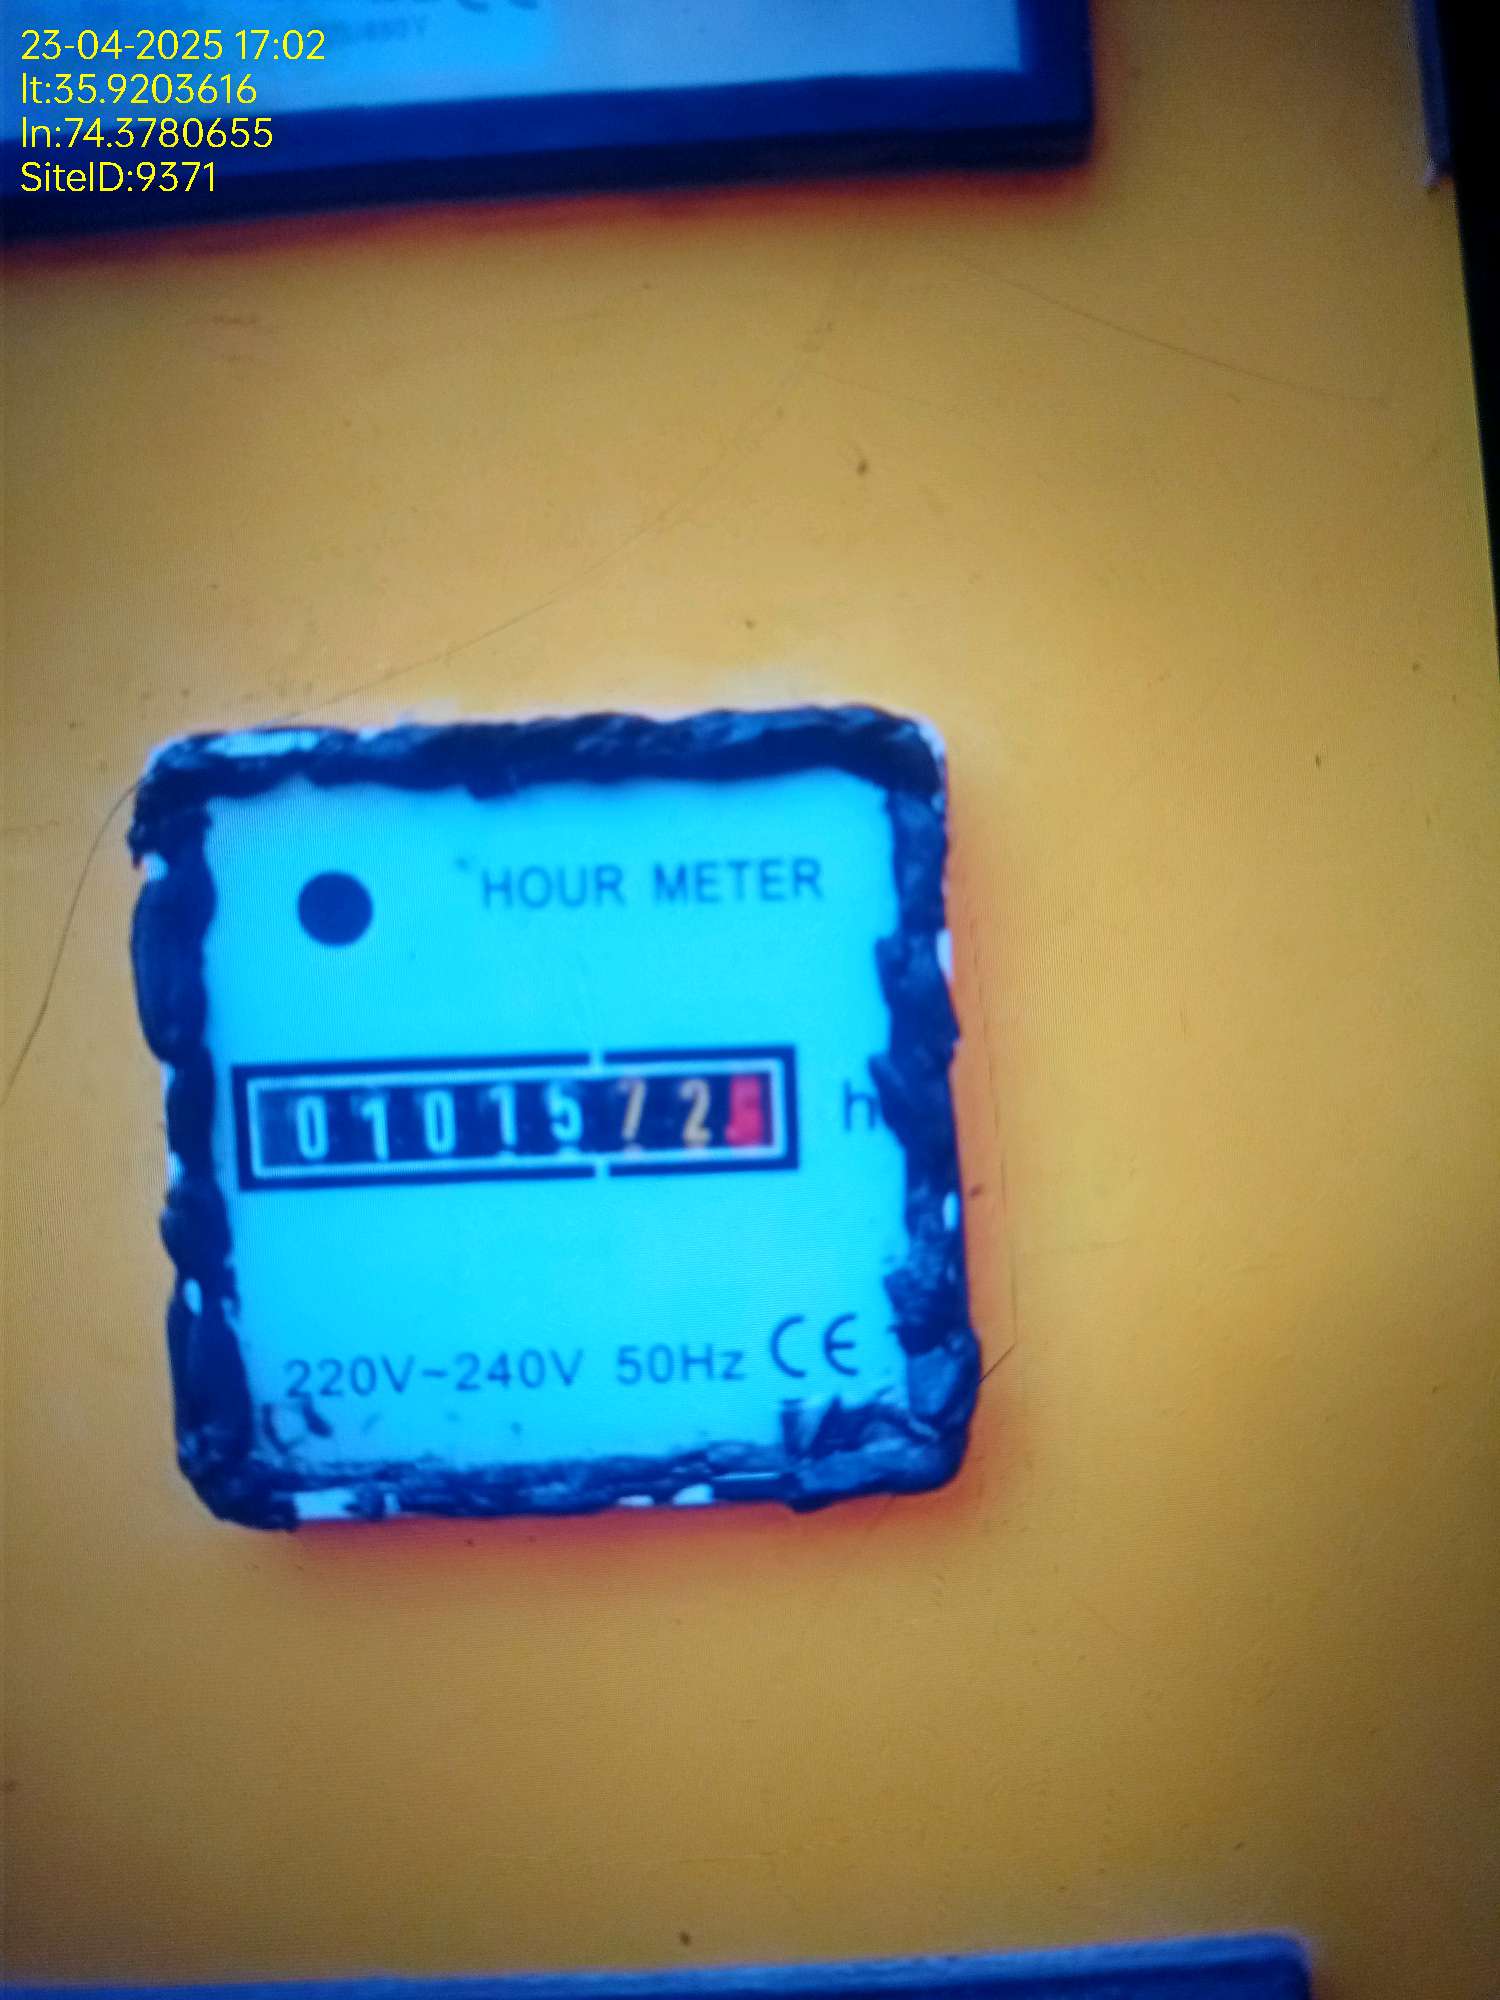 23-04-2025 17:02
lt:35.9203616
ln:74.3780655
SiteID:9371
HOUR METER
0101572
h
220V~240V 50Hz CE